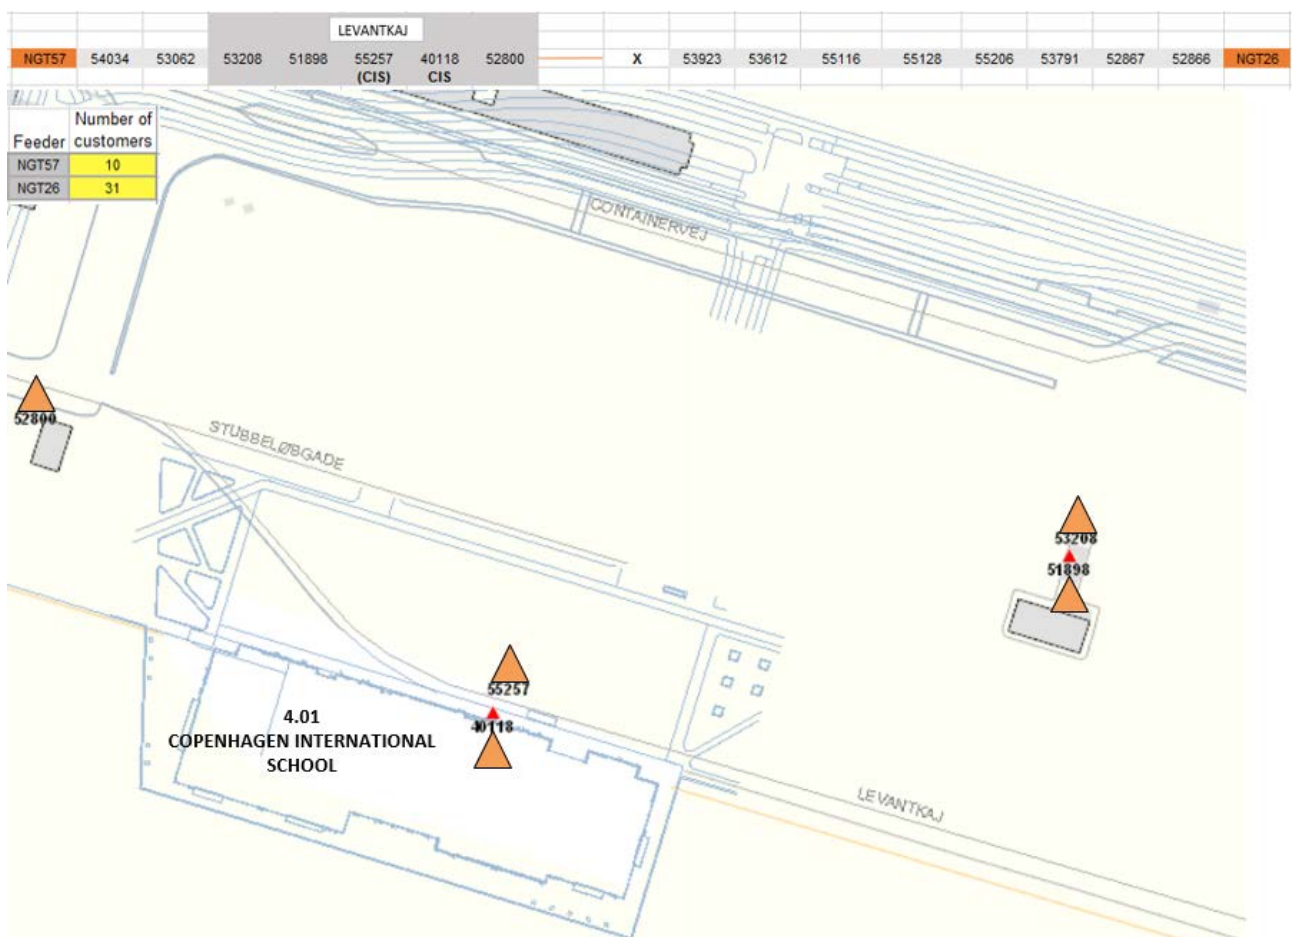 LEVANTKAJ
NGT57 54034 53062 53208 51898 55257 40118 52800 X 53923 53612 55116 55128 55206 53791 52867 52866 NGT26
(CIS) CIS
Number of
Feeder customers
NGT57 10
NGT26 31
CONTAINERVEJ
52800
STUBBELØBGADE
53208
51898
55257
40118
4.01
COPENHAGEN INTERNATIONAL
SCHOOL
LEVANTKAJ